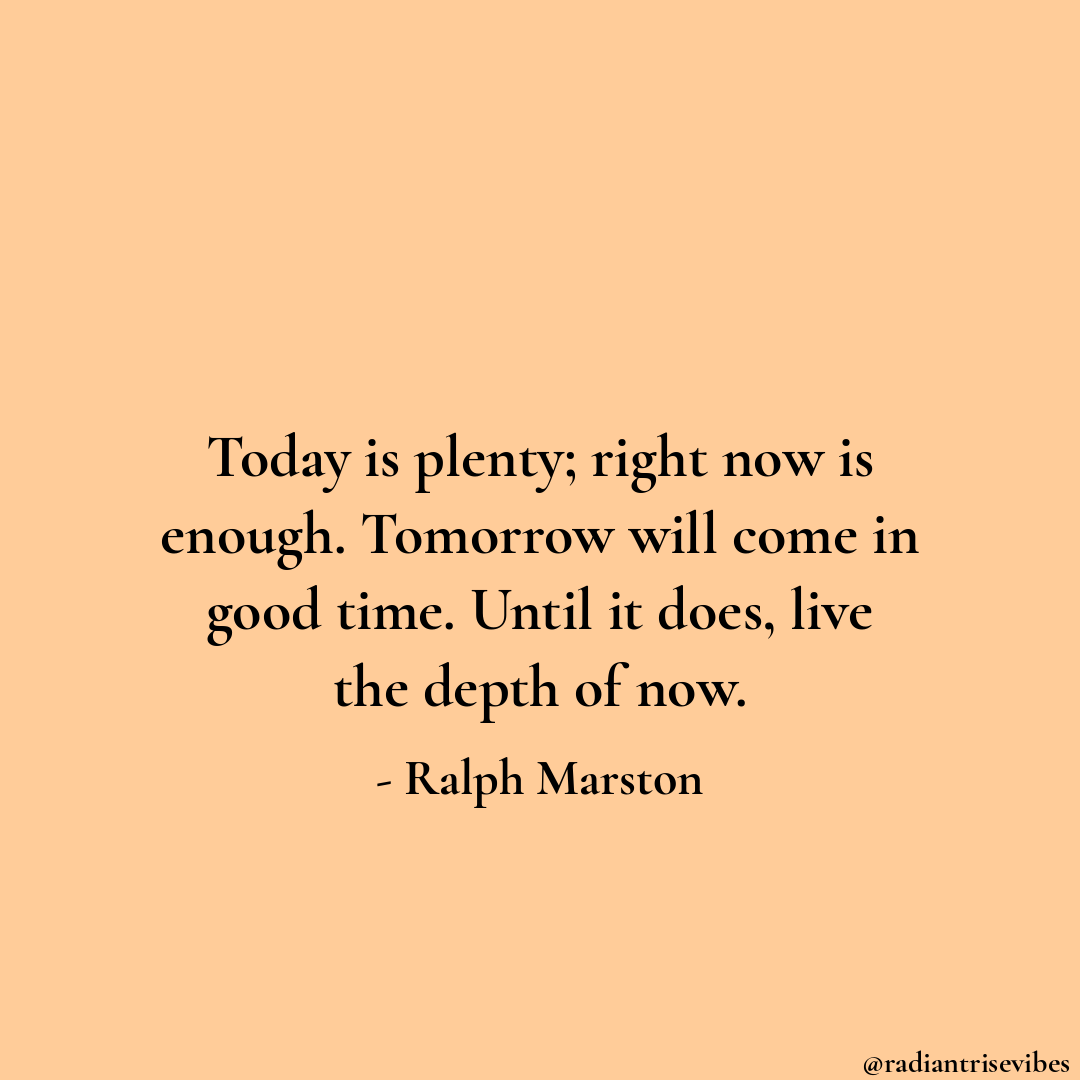 Today is plenty; right now is
enough. Tomorrow will come in
good time. Until it does, live
the depth of now.
- Ralph Marston
@radiantrisevibes